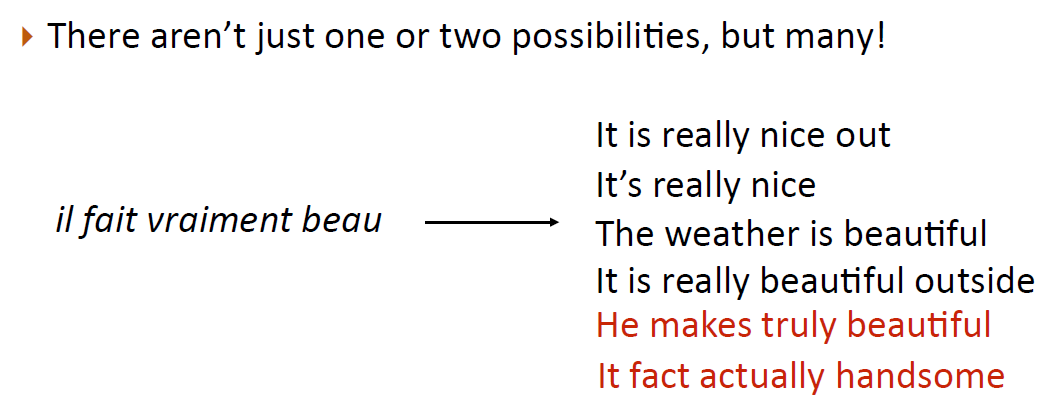 There aren’t just one or two possibilities, but many!
il fait vraiment beau
It is really nice out
It’s really nice
The weather is beautiful
It is really beautiful outside
He makes truly beautiful
It fact actually handsome